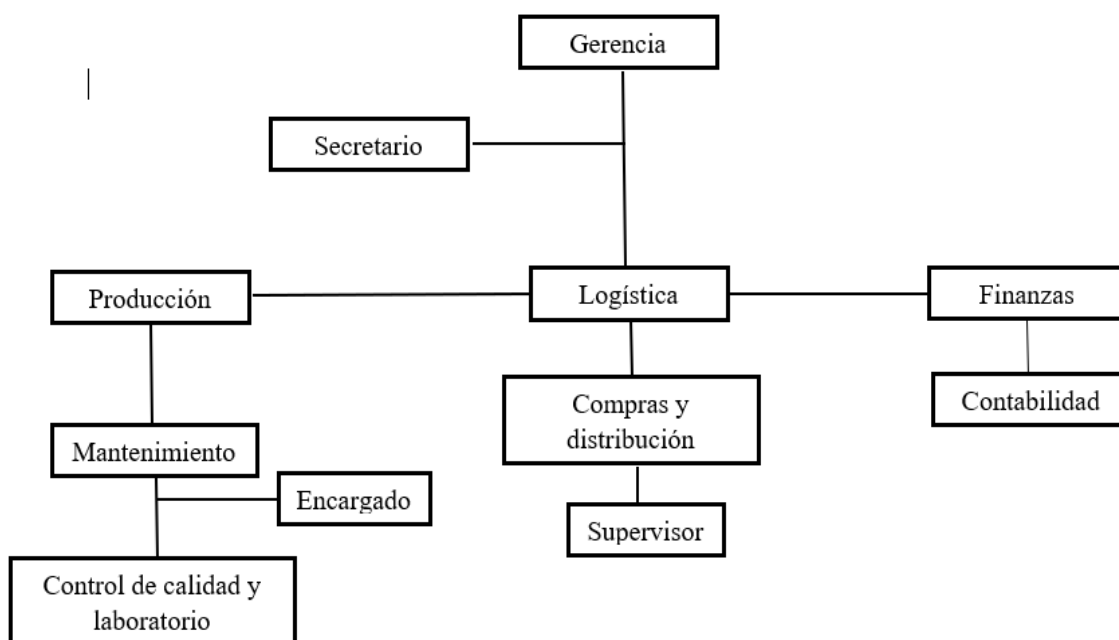 Gerencia
Secretario
Producción
Logística
Finanzas
Compras y
distribución
Contabilidad
Mantenimiento
Encargado
Supervisor
Control de calidad y
laboratorio